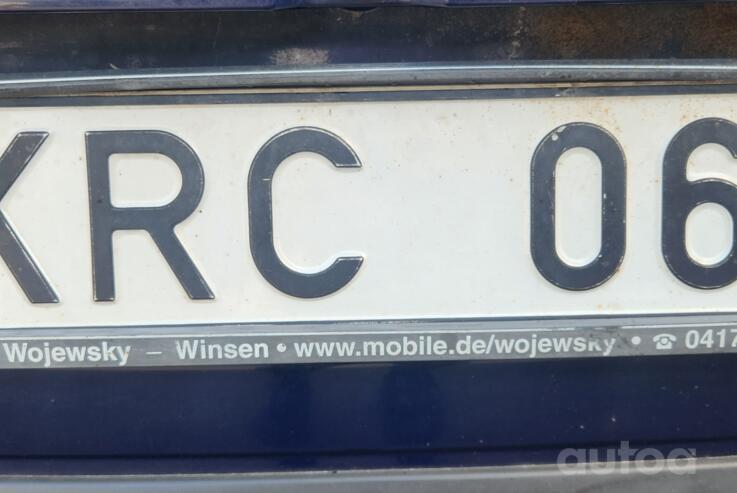 KRC 06
Wojewsky – Winsen • www.mobile.de/wojewsky • ☎ 0417
autoa